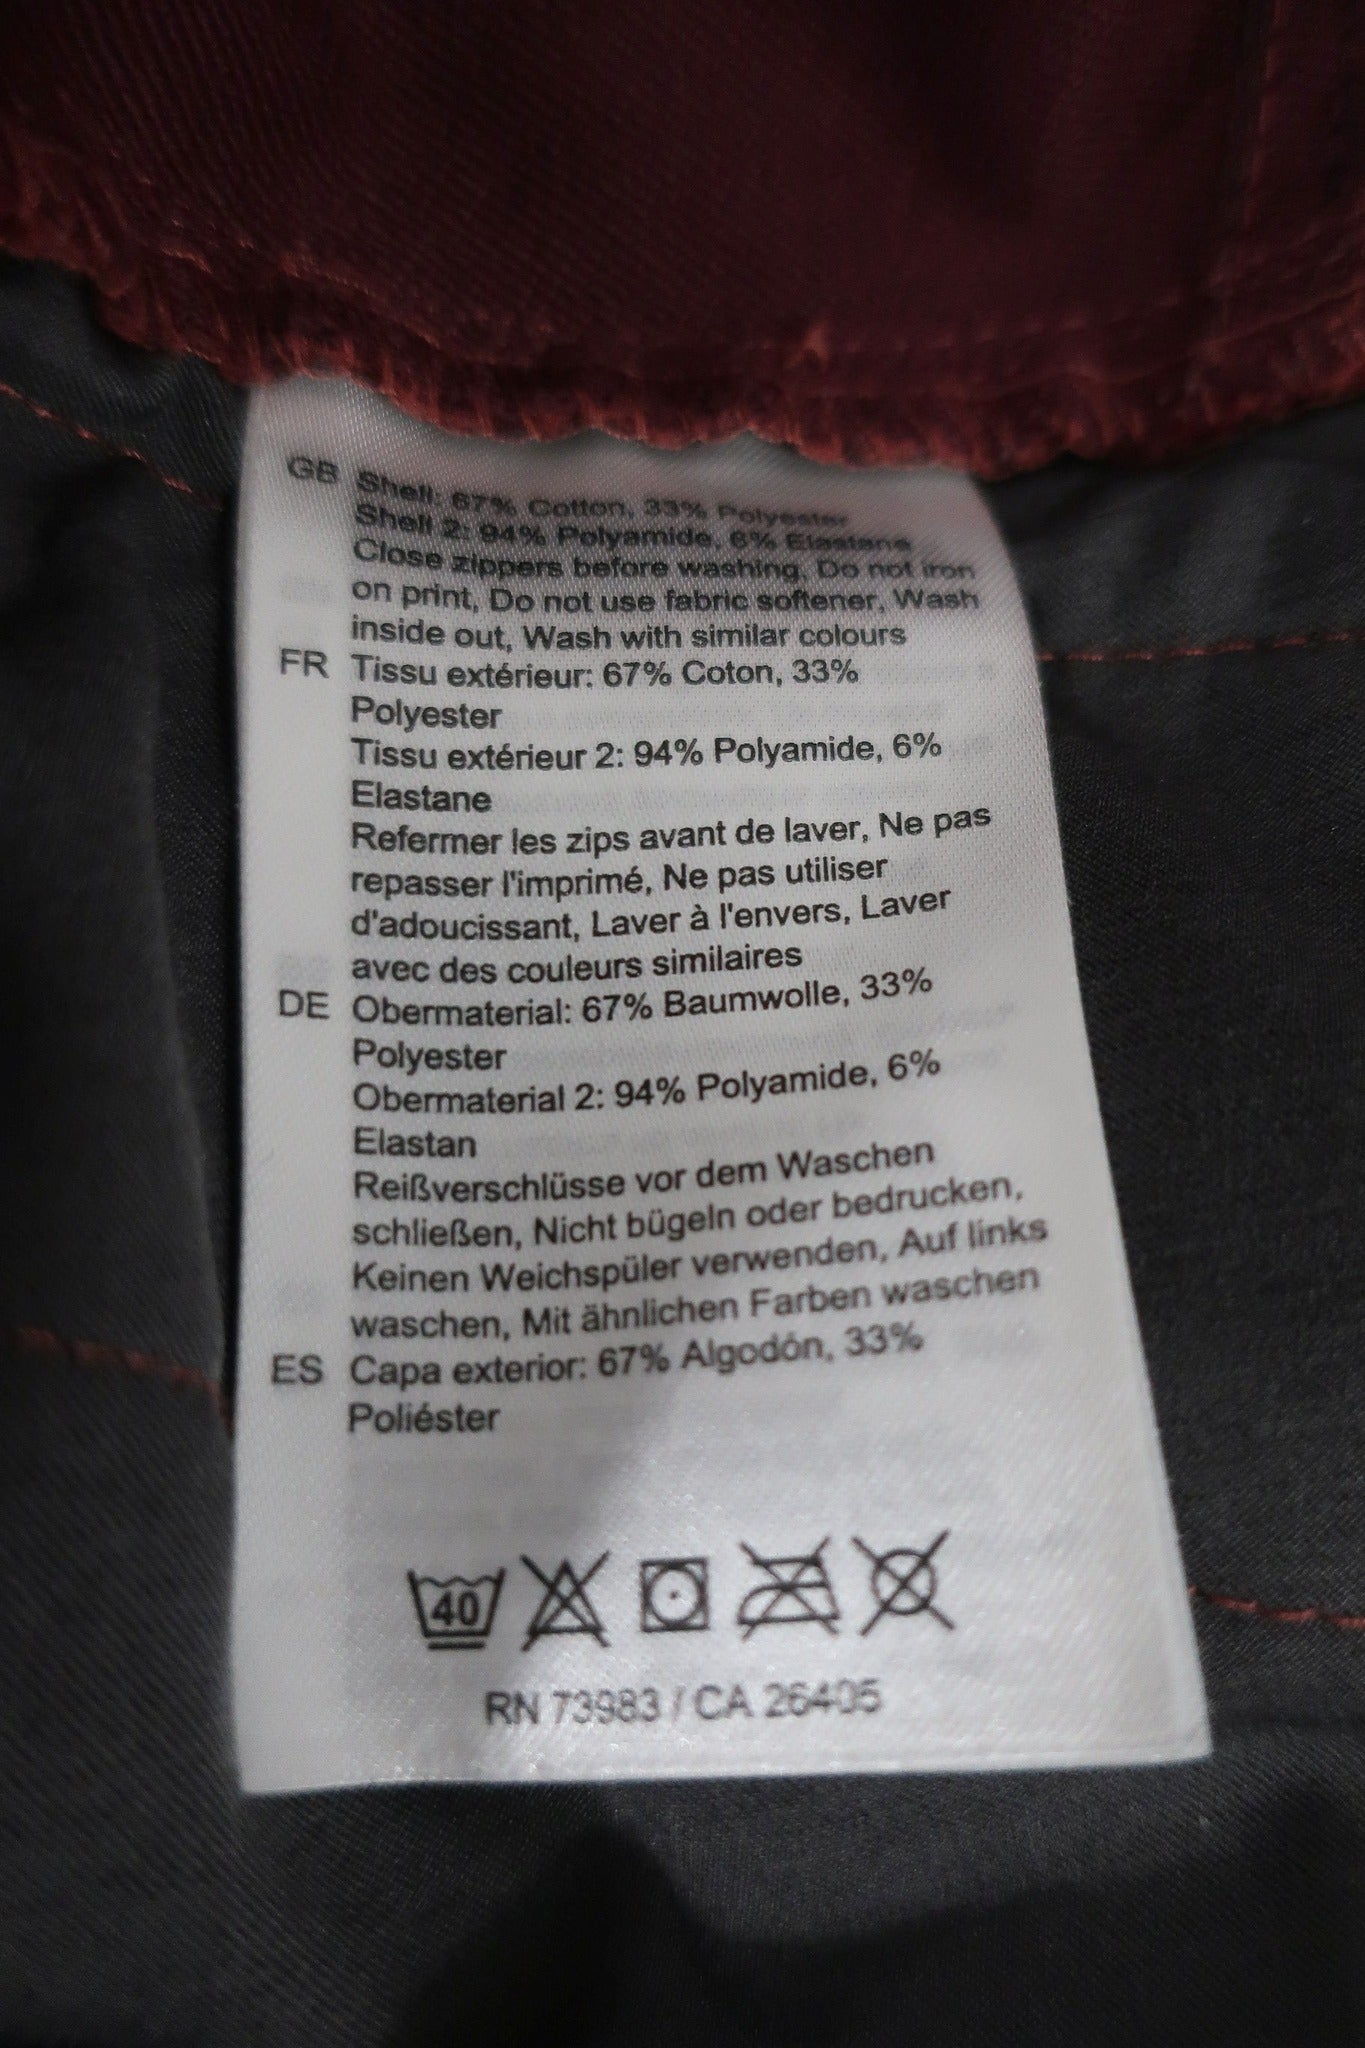 GB Shell: 67% Cotton, 33% Polyester
Shell 2: 94% Polyamide, 6% Elastane
Close zippers before washing, Do not iron
on print, Do not use fabric softener, Wash
inside out, Wash with similar colours
FR Tissu extérieur: 67% Coton, 33%
Polyester
Tissu extérieur 2: 94% Polyamide, 6%
Elastane
Refermer les zips avant de laver, Ne pas
repasser l'imprimé, Ne pas utiliser
d'adoucissant, Laver à l'envers, Laver
avec des couleurs similaires
DE Obermaterial: 67% Baumwolle, 33%
Polyester
Obermaterial 2: 94% Polyamide, 6%
Elastan
Reißverschlüsse vor dem Waschen
schließen, Nicht bügeln oder bedrucken,
Keinen Weichspüler verwenden, Auf links
waschen, Mit ähnlichen Farben waschen
ES Capa exterior: 67% Algodón, 33%
Poliéster
40
RN 73983 / CA 26405